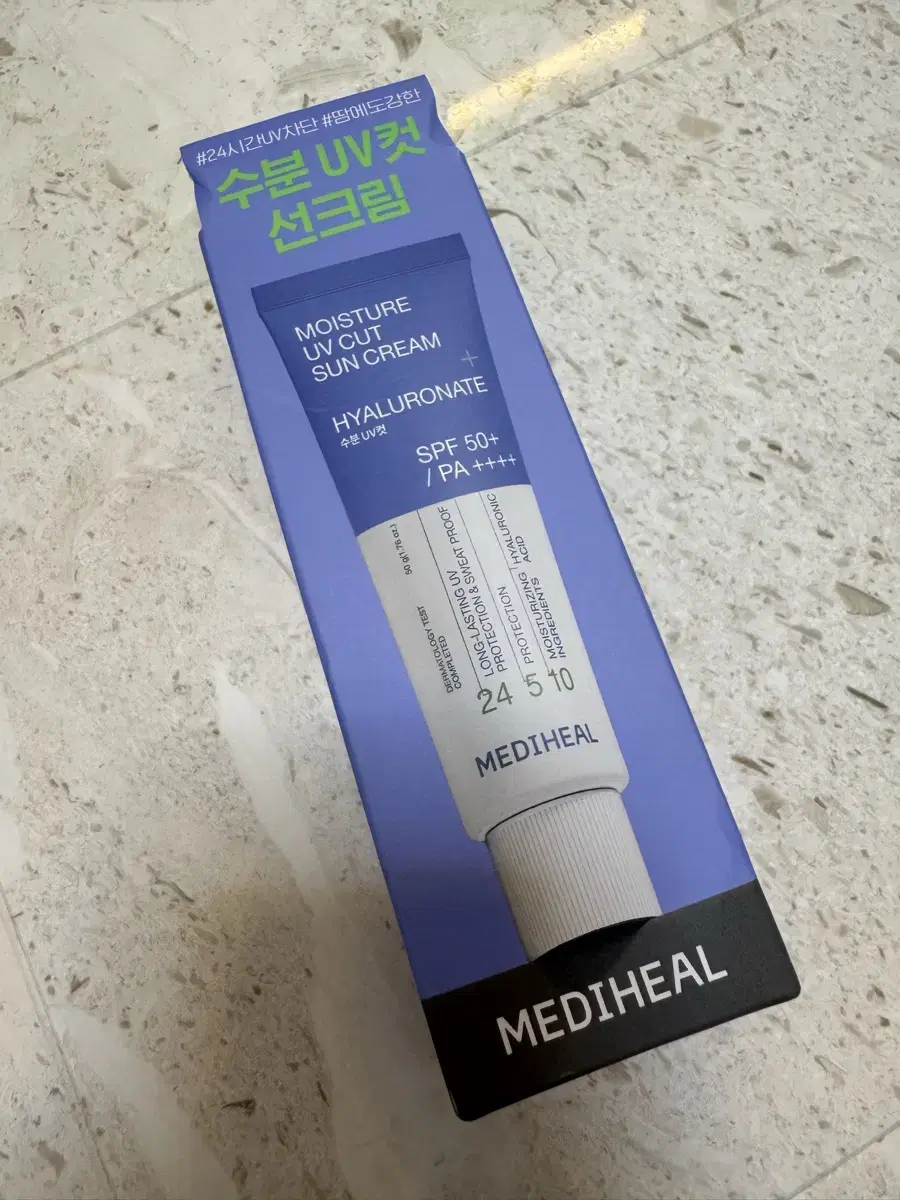 #24시간UV차단 #땀에도강한
수분 UV컷
선크림
MOISTURE
UV CUT
SUN CREAM
+
HYALURONATE
수분 UV컷
SPF 50+
/ PA ++++
50 g(1.76 oz.)
DERMATOLOGY TEST
COMPLETED
LONG-LASTING UV
PROTECTION & SWEAT PROOF
PROTECTION
PROTECTION
MOISTURIZING
INGREDIENTS
HYALURONIC
ACID
24 5 10
MEDIHEAL
MEDIHEAL